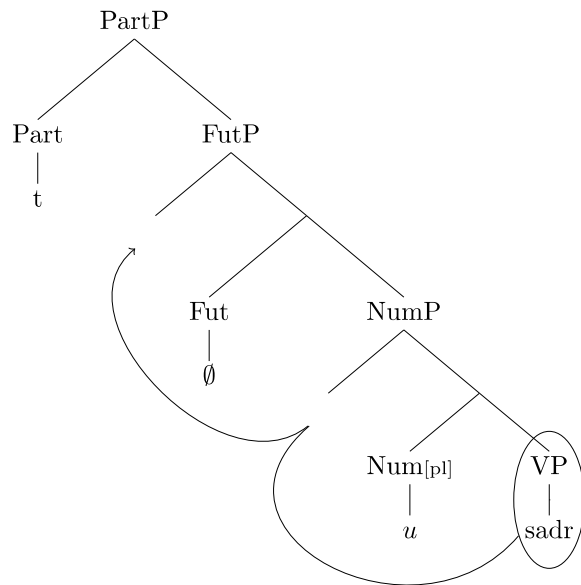 PartP
Part FutP
t
Fut NumP
∅
Num[pl] VP
u sadr